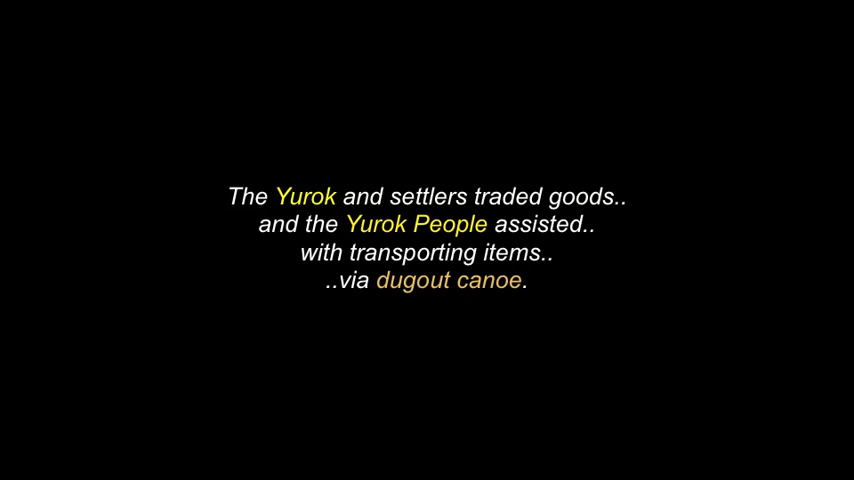 The Yurok and settlers traded goods..
and the Yurok People assisted..
with transporting items..
..via dugout canoe.